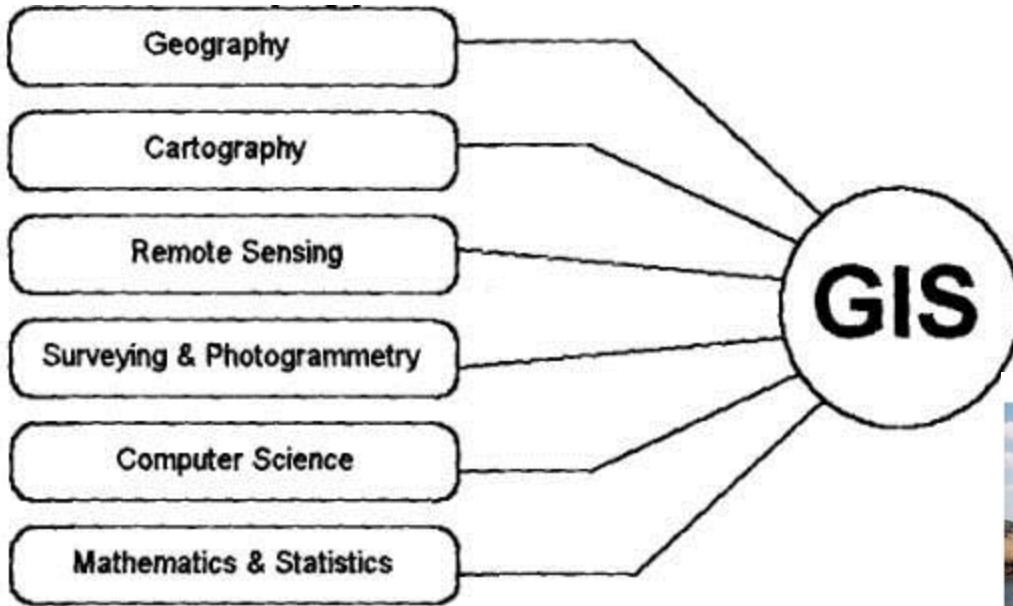 Geography
Cartography
Remote Sensing
Surveying & Photogrammetry
Computer Science
Mathematics & Statistics
GIS